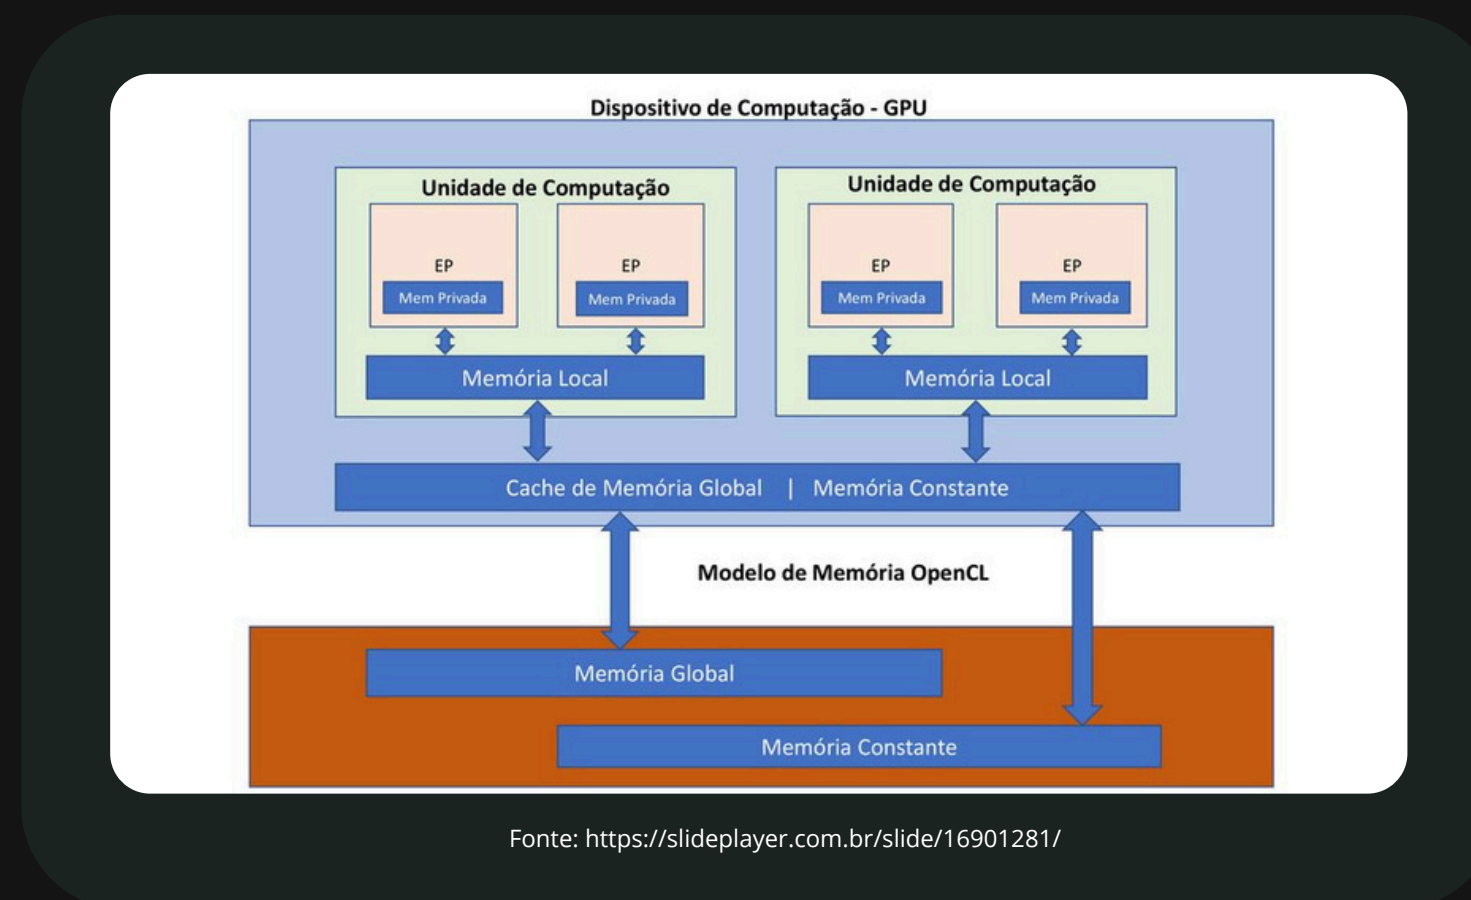 Dispositivo de Computação - GPU
Unidade de Computação
Unidade de Computação
EP
EP
EP
EP
Mem Privada
Mem Privada
Mem Privada
Mem Privada
Memória Local
Memória Local
Cache de Memória Global | Memória Constante
Modelo de Memória OpenCL
Memória Global
Memória Constante
Fonte: https://slideplayer.com.br/slide/16901281/